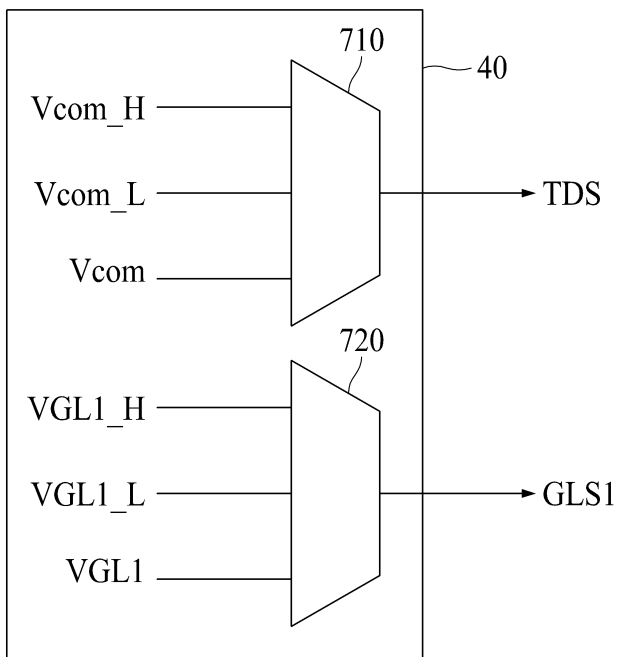 710
40
Vcom_H
Vcom_L
TDS
Vcom
720
VGL1_H
VGL1_L
GLS1
VGL1